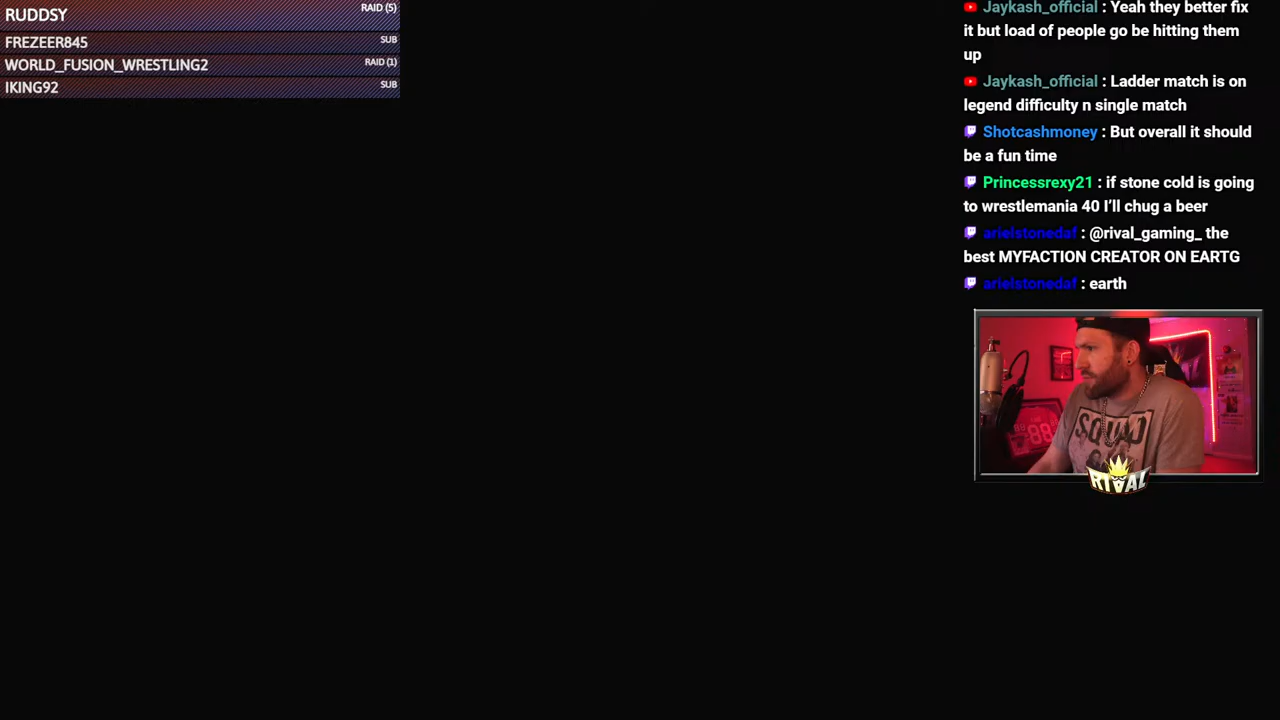 RUDDSY RAID (5)
FREZEER845 SUB
WORLD_FUSION_WRESTLING2 RAID (1)
IKING92 SUB
Jaykash_official : Yeah they better fix
it but load of people go be hitting them
up
Jaykash_official : Ladder match is on
legend difficulty n single match
Shotcashmoney : But overall it should
be a fun time
Princessrexy21 : if stone cold is going
to wrestlemania 40 I’ll chug a beer
arielstonedaf : @rival_gaming_ the
best MYFACTION CREATOR ON EARTG
arielstonedaf : earth
88
SQUAD
RIVAL